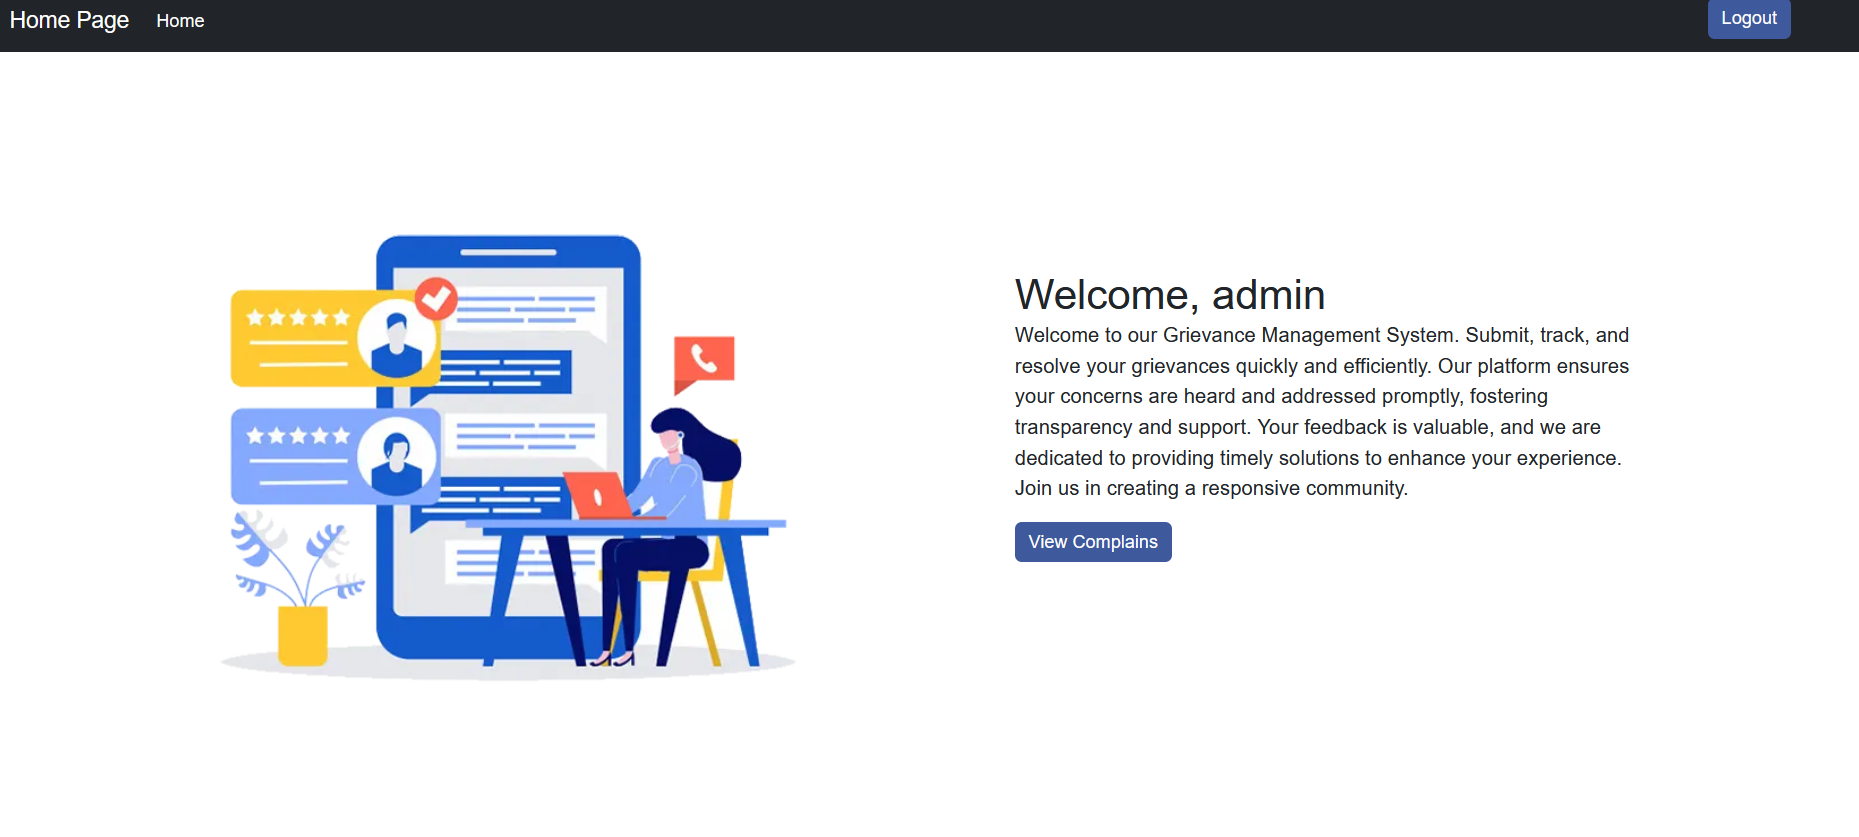 Home Page Home Logout
Welcome, admin
Welcome to our Grievance Management System. Submit, track, and
resolve your grievances quickly and efficiently. Our platform ensures
your concerns are heard and addressed promptly, fostering
transparency and support. Your feedback is valuable, and we are
dedicated to providing timely solutions to enhance your experience.
Join us in creating a responsive community.
View Complains